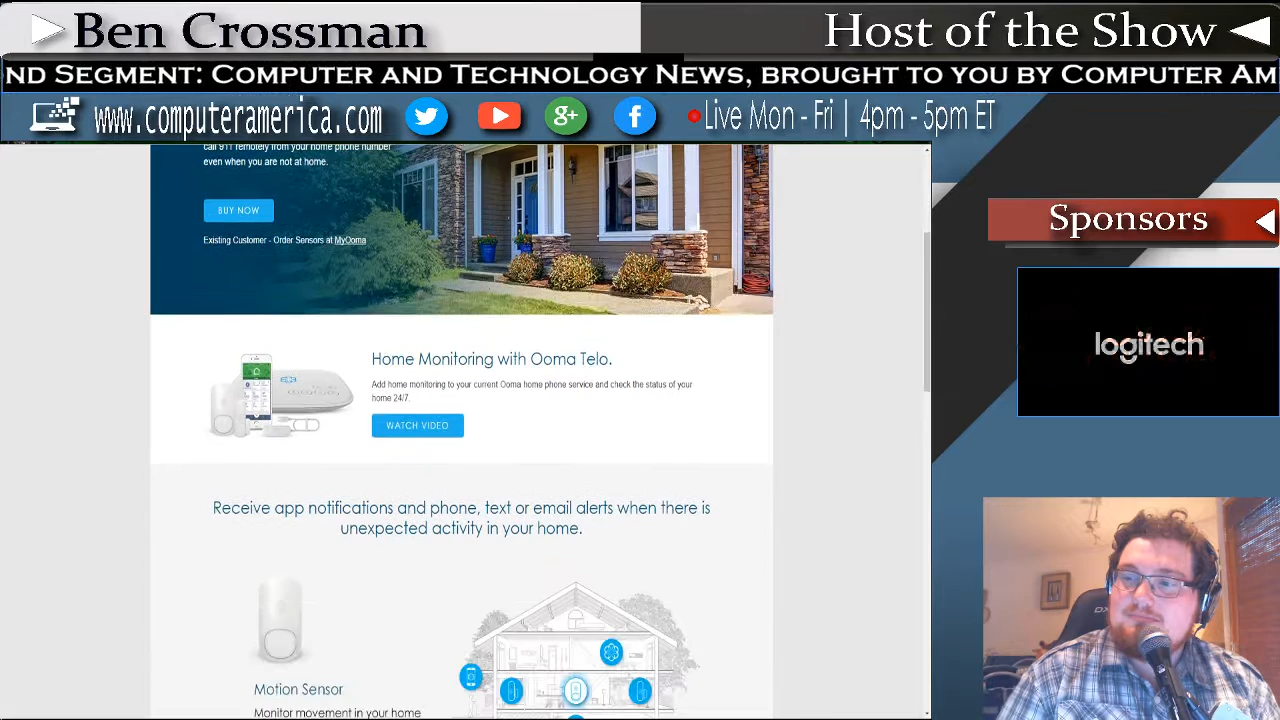 Ben Crossman
Host of the Show
ND SEGMENT: COMPUTER AND TECHNOLOGY NEWS, BROUGHT TO YOU BY COMPUTER AM
www.computeramerica.com
Live Mon - Fri | 4pm - 5pm ET
call 911 remotely from your home phone number
even when you are not at home.
BUY NOW
Existing Customer - Order Sensors at MyOoma
Sponsors
logitech
Home Monitoring with Ooma Telo.
Add home monitoring to your current Ooma home phone service and check the status of your
home 24/7.
WATCH VIDEO
Receive app notifications and phone, text or email alerts when there is
unexpected activity in your home.
Motion Sensor
Monitor movement in your home